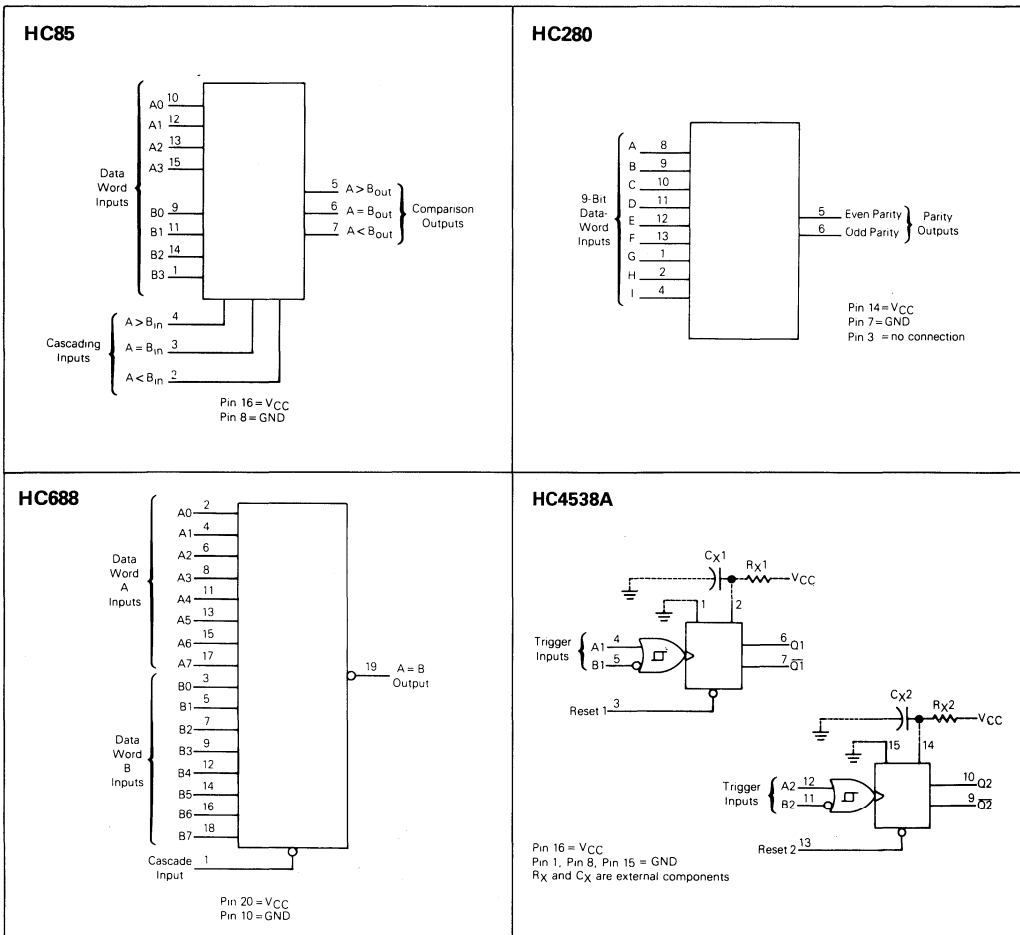 HC85
A0 10
A1 12
A2 13
A3 15
Data
Word
Inputs
B0 9
B1 11
B2 14
B3 1
5 A > Bout
6 A = Bout
7 A < Bout
Comparison
Outputs
Cascading
Inputs
A > Bin 4
A = Bin 3
A < Bin 2
Pin 16 = VCC
Pin 8 = GND
HC280
9-Bit
Data-
Word
Inputs
A 8
B 9
C 10
D 11
E 12
F 13
G 1
H 2
I 4
5 Even Parity
6 Odd Parity
Parity
Outputs
Pin 14 = VCC
Pin 7 = GND
Pin 3 = no connection
HC688
Data
Word
A
Inputs
A0 2
A1 4
A2 6
A3 8
A4 11
A5 13
A6 15
A7 17
Data
Word
B
Inputs
B0 3
B1 5
B2 7
B3 9
B4 12
B5 14
B6 16
B7 18
19 A = B
Output
Cascade
Input
1
Pin 20 = VCC
Pin 10 = GND
HC4538A
CX1
RX1
VCC
1
2
Trigger
Inputs
A1 4
B1 5
6 Q1
7 Q̅1̅
Reset 1 3
CX2
RX2
VCC
15
14
Trigger
Inputs
A2 12
B2 11
10 Q2
9 Q̅2̅
Reset 2 13
Pin 16 = VCC
Pin 1, Pin 8, Pin 15 = GND
RX and CX are external components